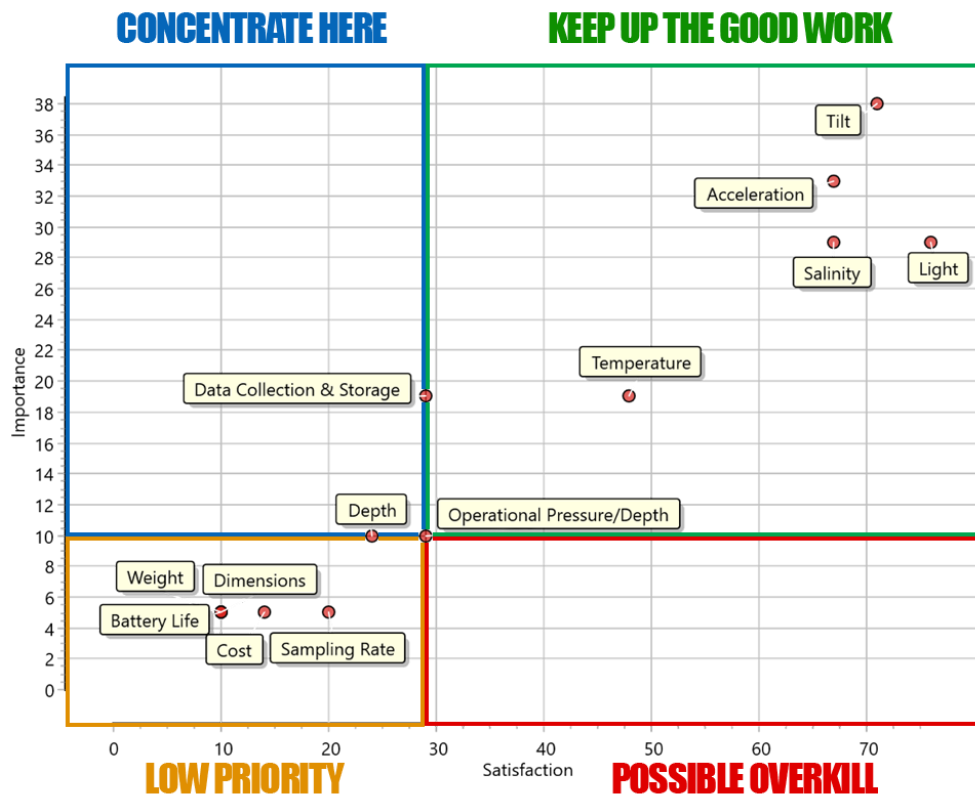 CONCENTRATE HERE
KEEP UP THE GOOD WORK
38
36
34
32
30
28
26
24
22
20
18
16
14
12
10
8
6
4
2
0
Importance
Tilt
Acceleration
Salinity
Light
Temperature
Data Collection & Storage
Depth
Operational Pressure/Depth
Weight
Dimensions
Battery Life
Cost
Sampling Rate
0
10
20
30
40
50
60
70
Satisfaction
LOW PRIORITY
POSSIBLE OVERKILL